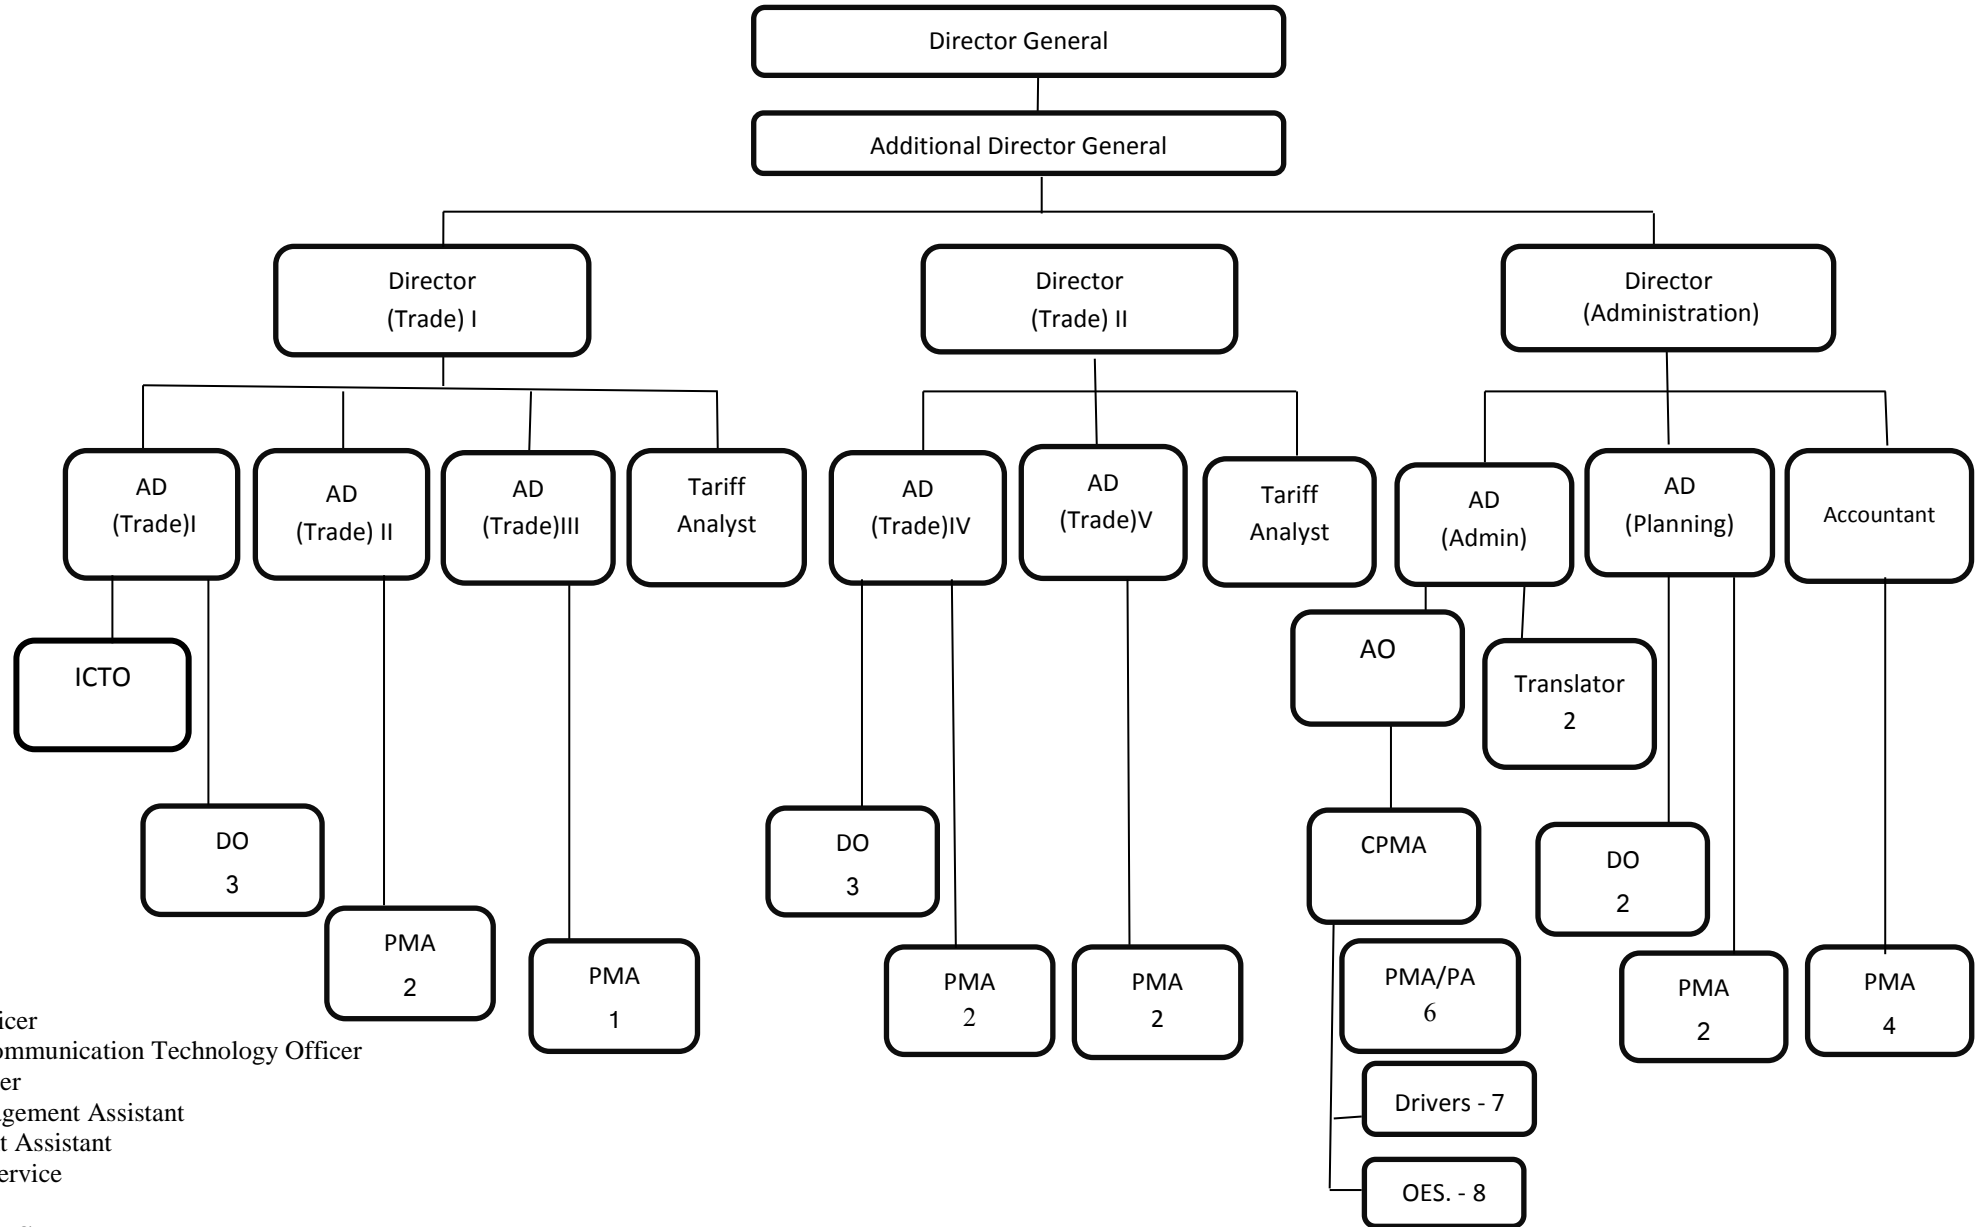 Director General
Additional Director General
Director
(Trade) I
Director
(Trade) II
Director
(Administration)
AD
(Trade)I
AD
(Trade) II
AD
(Trade)III
Tariff
Analyst
AD
(Trade)IV
AD
(Trade)V
Tariff
Analyst
AD
(Admin)
AD
(Planning)
Accountant
ICTO
AO
Translator
2
DO
3
DO
3
CPMA
DO
2
PMA
2
PMA
1
PMA
2
PMA
2
PMA/PA
6
PMA
2
PMA
4
Drivers - 7
OES. - 8
icer
ommunication Technology Officer
er
gement Assistant
t Assistant
ervice